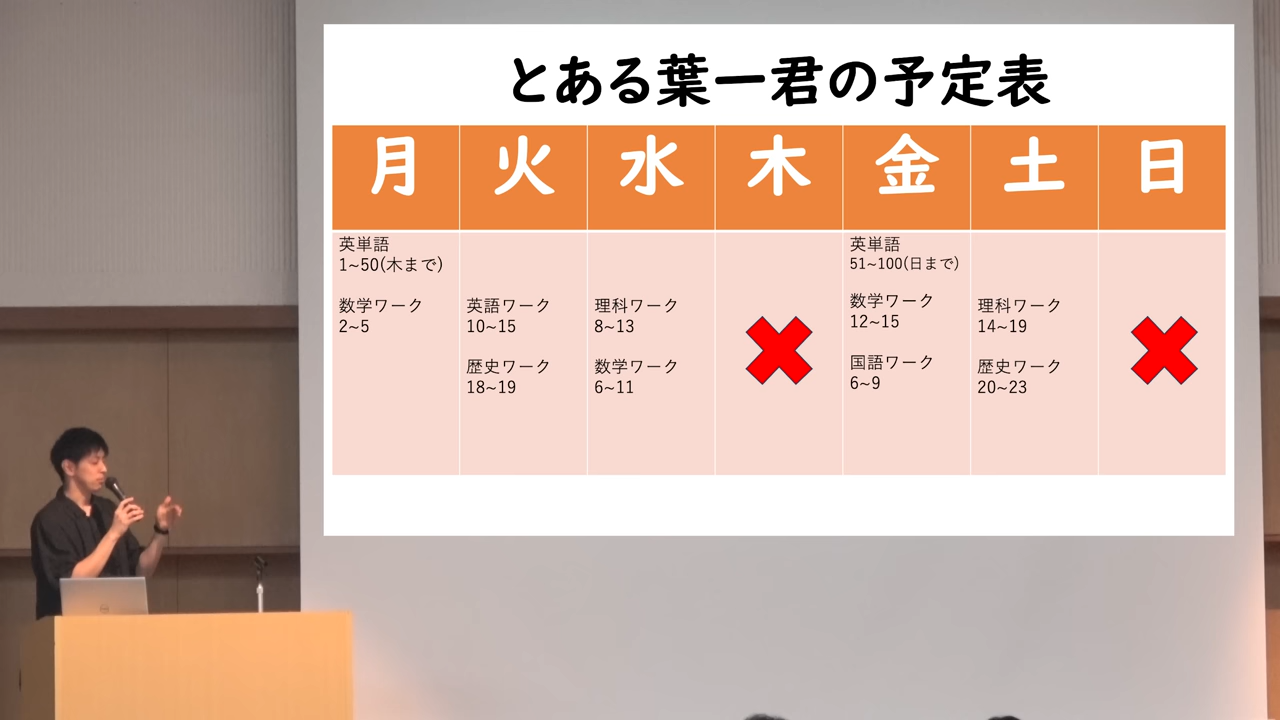 とある葉一君の予定表
月 火 水 木 金 土 日
英単語
1~50(木まで)
数学ワーク
2~5
英語ワーク
10~15
歴史ワーク
18~19
理科ワーク
8~13
数学ワーク
6~11
英単語
51~100(日まで)
数学ワーク
12~15
国語ワーク
6~9
理科ワーク
14~19
歴史ワーク
20~23